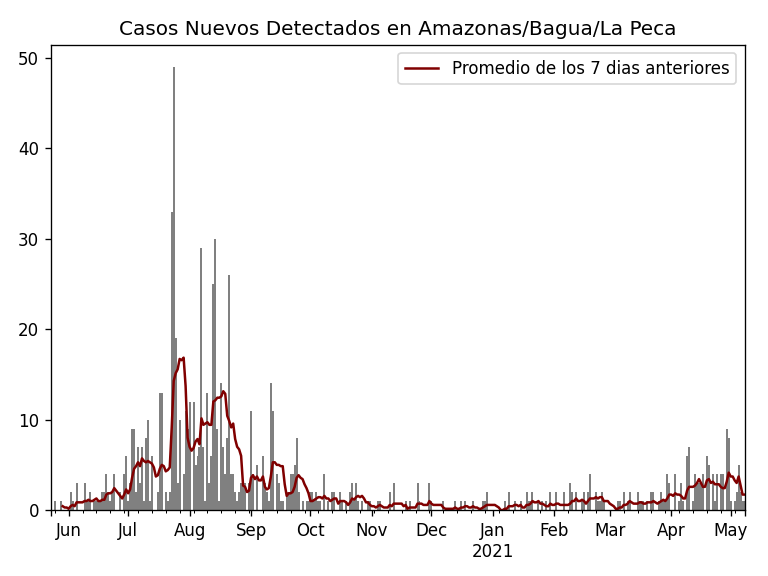 Casos Nuevos Detectados en Amazonas/Bagua/La Peca
Promedio de los 7 dias anteriores
50
40
30
20
10
0
Jun Jul Aug Sep Oct Nov Dec Jan Feb Mar Apr May
2021